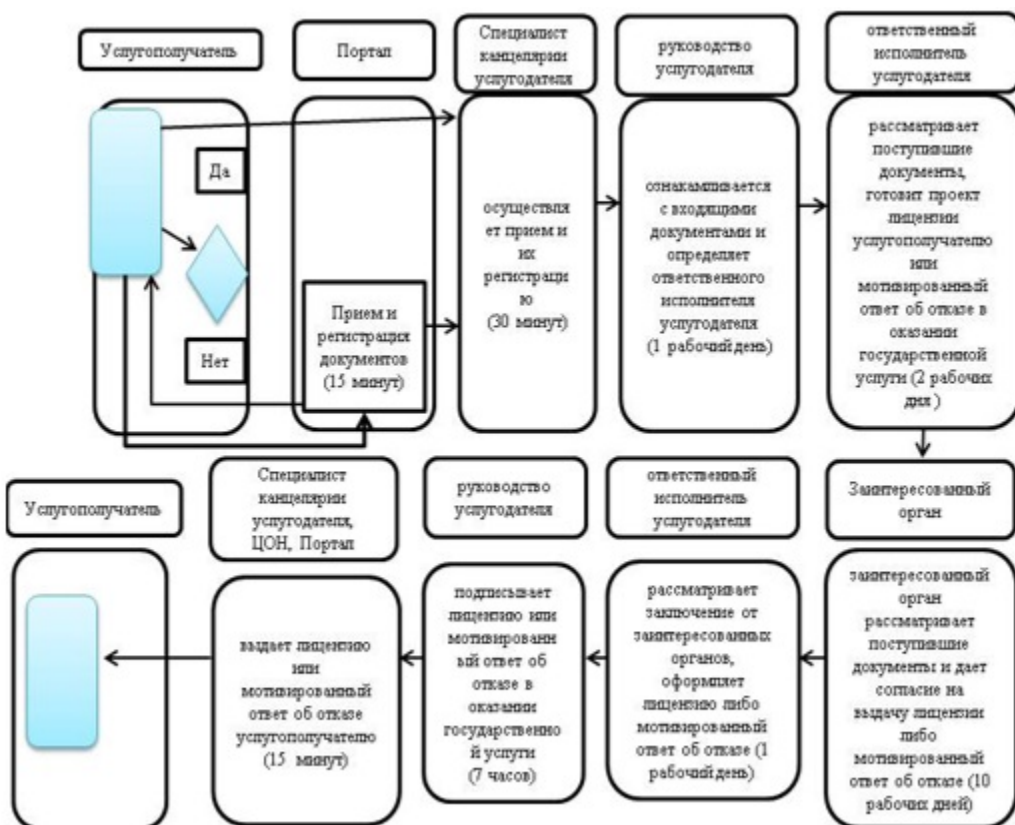 Услугополучатель
Портал
Специалист
канцелярии
услугодателя
руководство
услугодателя
ответственный
исполнитель
услугодателя
Да
Нет
Прием и
регистрация
документов
(15 минут)
осуществля
ет прием и
их
регистраци
ю
(30 минут)
ознакамливается
с входящими
документами и
определяет
ответственного
исполнителя
услугодателя
(1 рабочий день)
рассматривает
поступившие
документы,
готовит проект
лицензии
услугополучателю
или
мотивированный
ответ об отказе в
оказании
государственной
услуги (2 рабочих
дня )
Услугополучатель
Специалист
канцелярии
услугодателя,
ЦОН, Портал
руководство
услугодателя
ответственный
исполнитель
услугодателя
Заинтересованный
орган
выдает лицензию
или
мотивированный
ответ об отказе
услугополучателю
(15 минут)
подписывает
лицензию или
мотивированн
ный ответ об
отказе в
оказании
государственно
й услуги
(7 часов)
рассматривает
заключение от
заинтересованных
органов,
оформляет
лицензию либо
мотивированный
ответ об отказе (1
рабочий день)
заинтересованный
орган
рассматривает
поступившие
документы и дает
согласие на
выдачу лицензии
либо
мотивированный
ответ об отказе (10
рабочих дней)